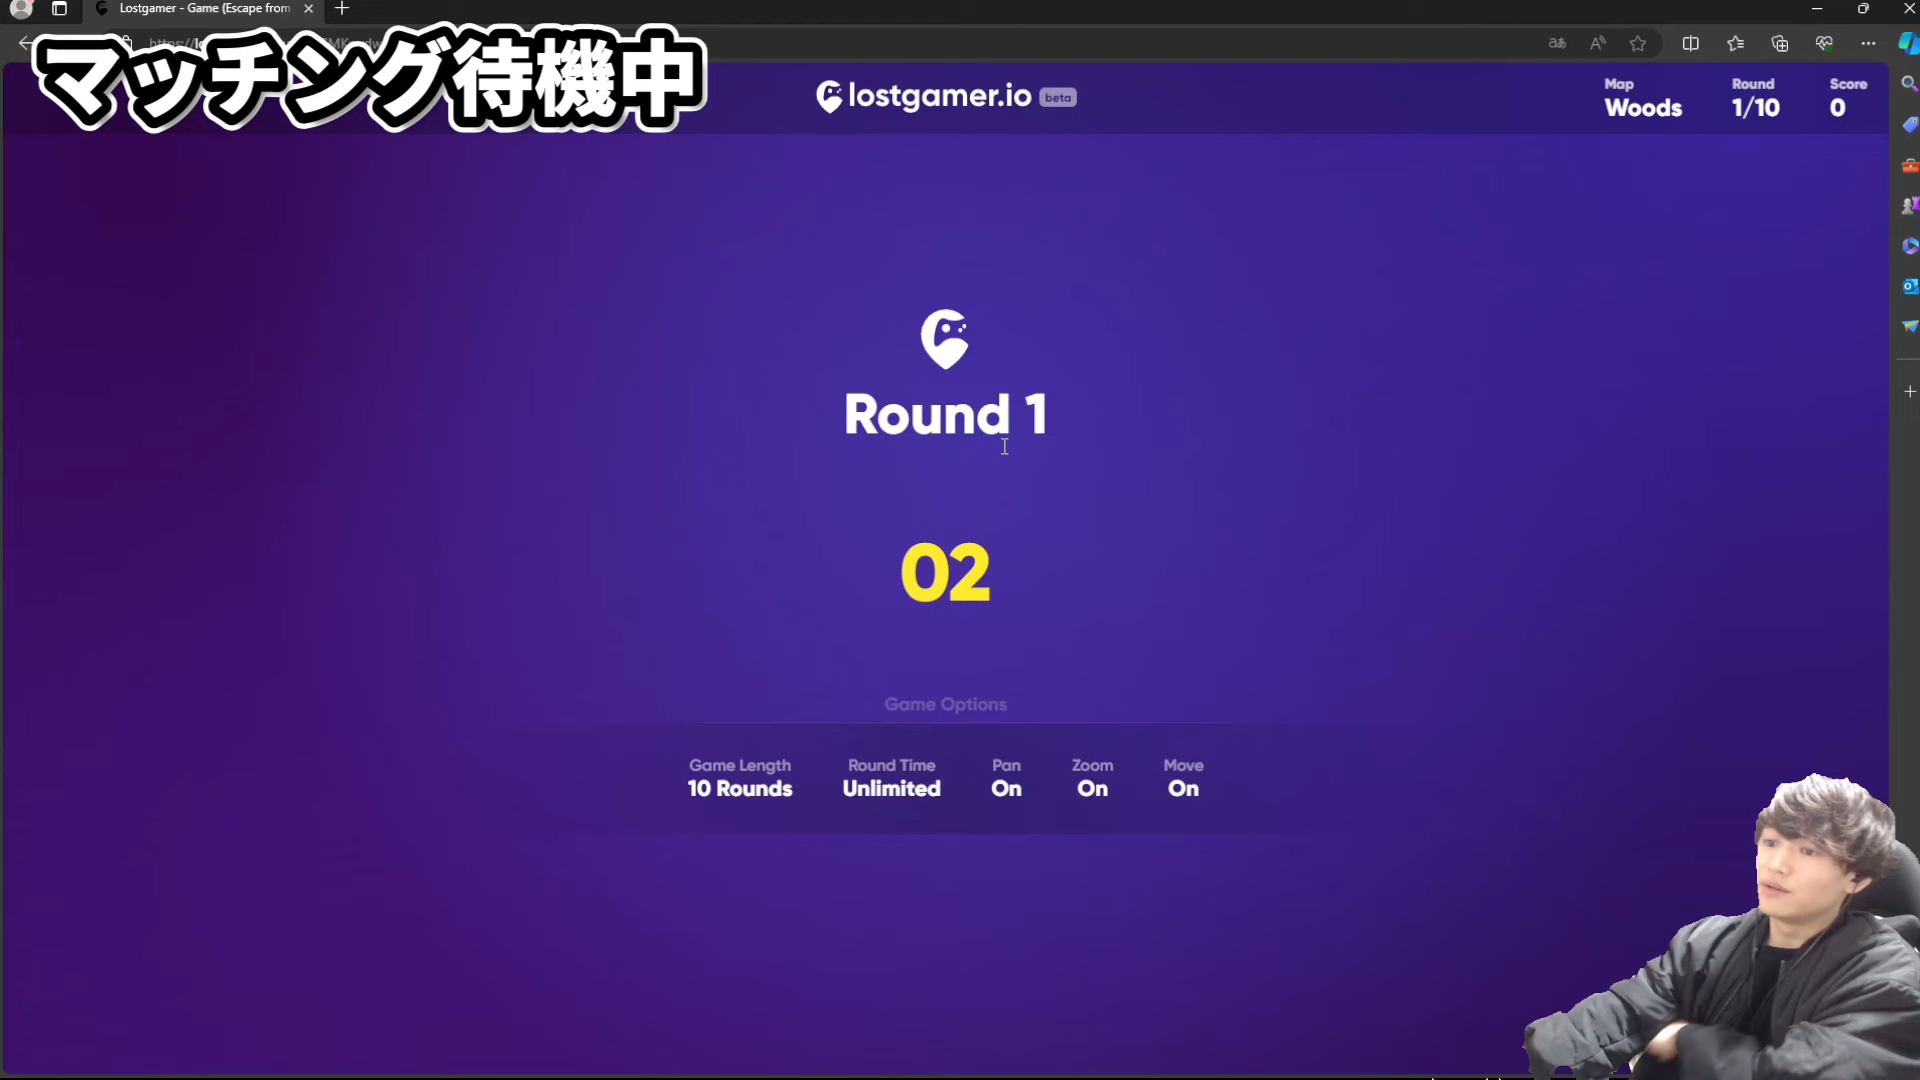 Lostgamer - Game (Escape from
マッチング待機中
lostgamer.io beta
Map
Woods
Round
1/10
Score
0
Round 1
02
Game Options
Game Length
10 Rounds
Round Time
Unlimited
Pan
On
Zoom
On
Move
On